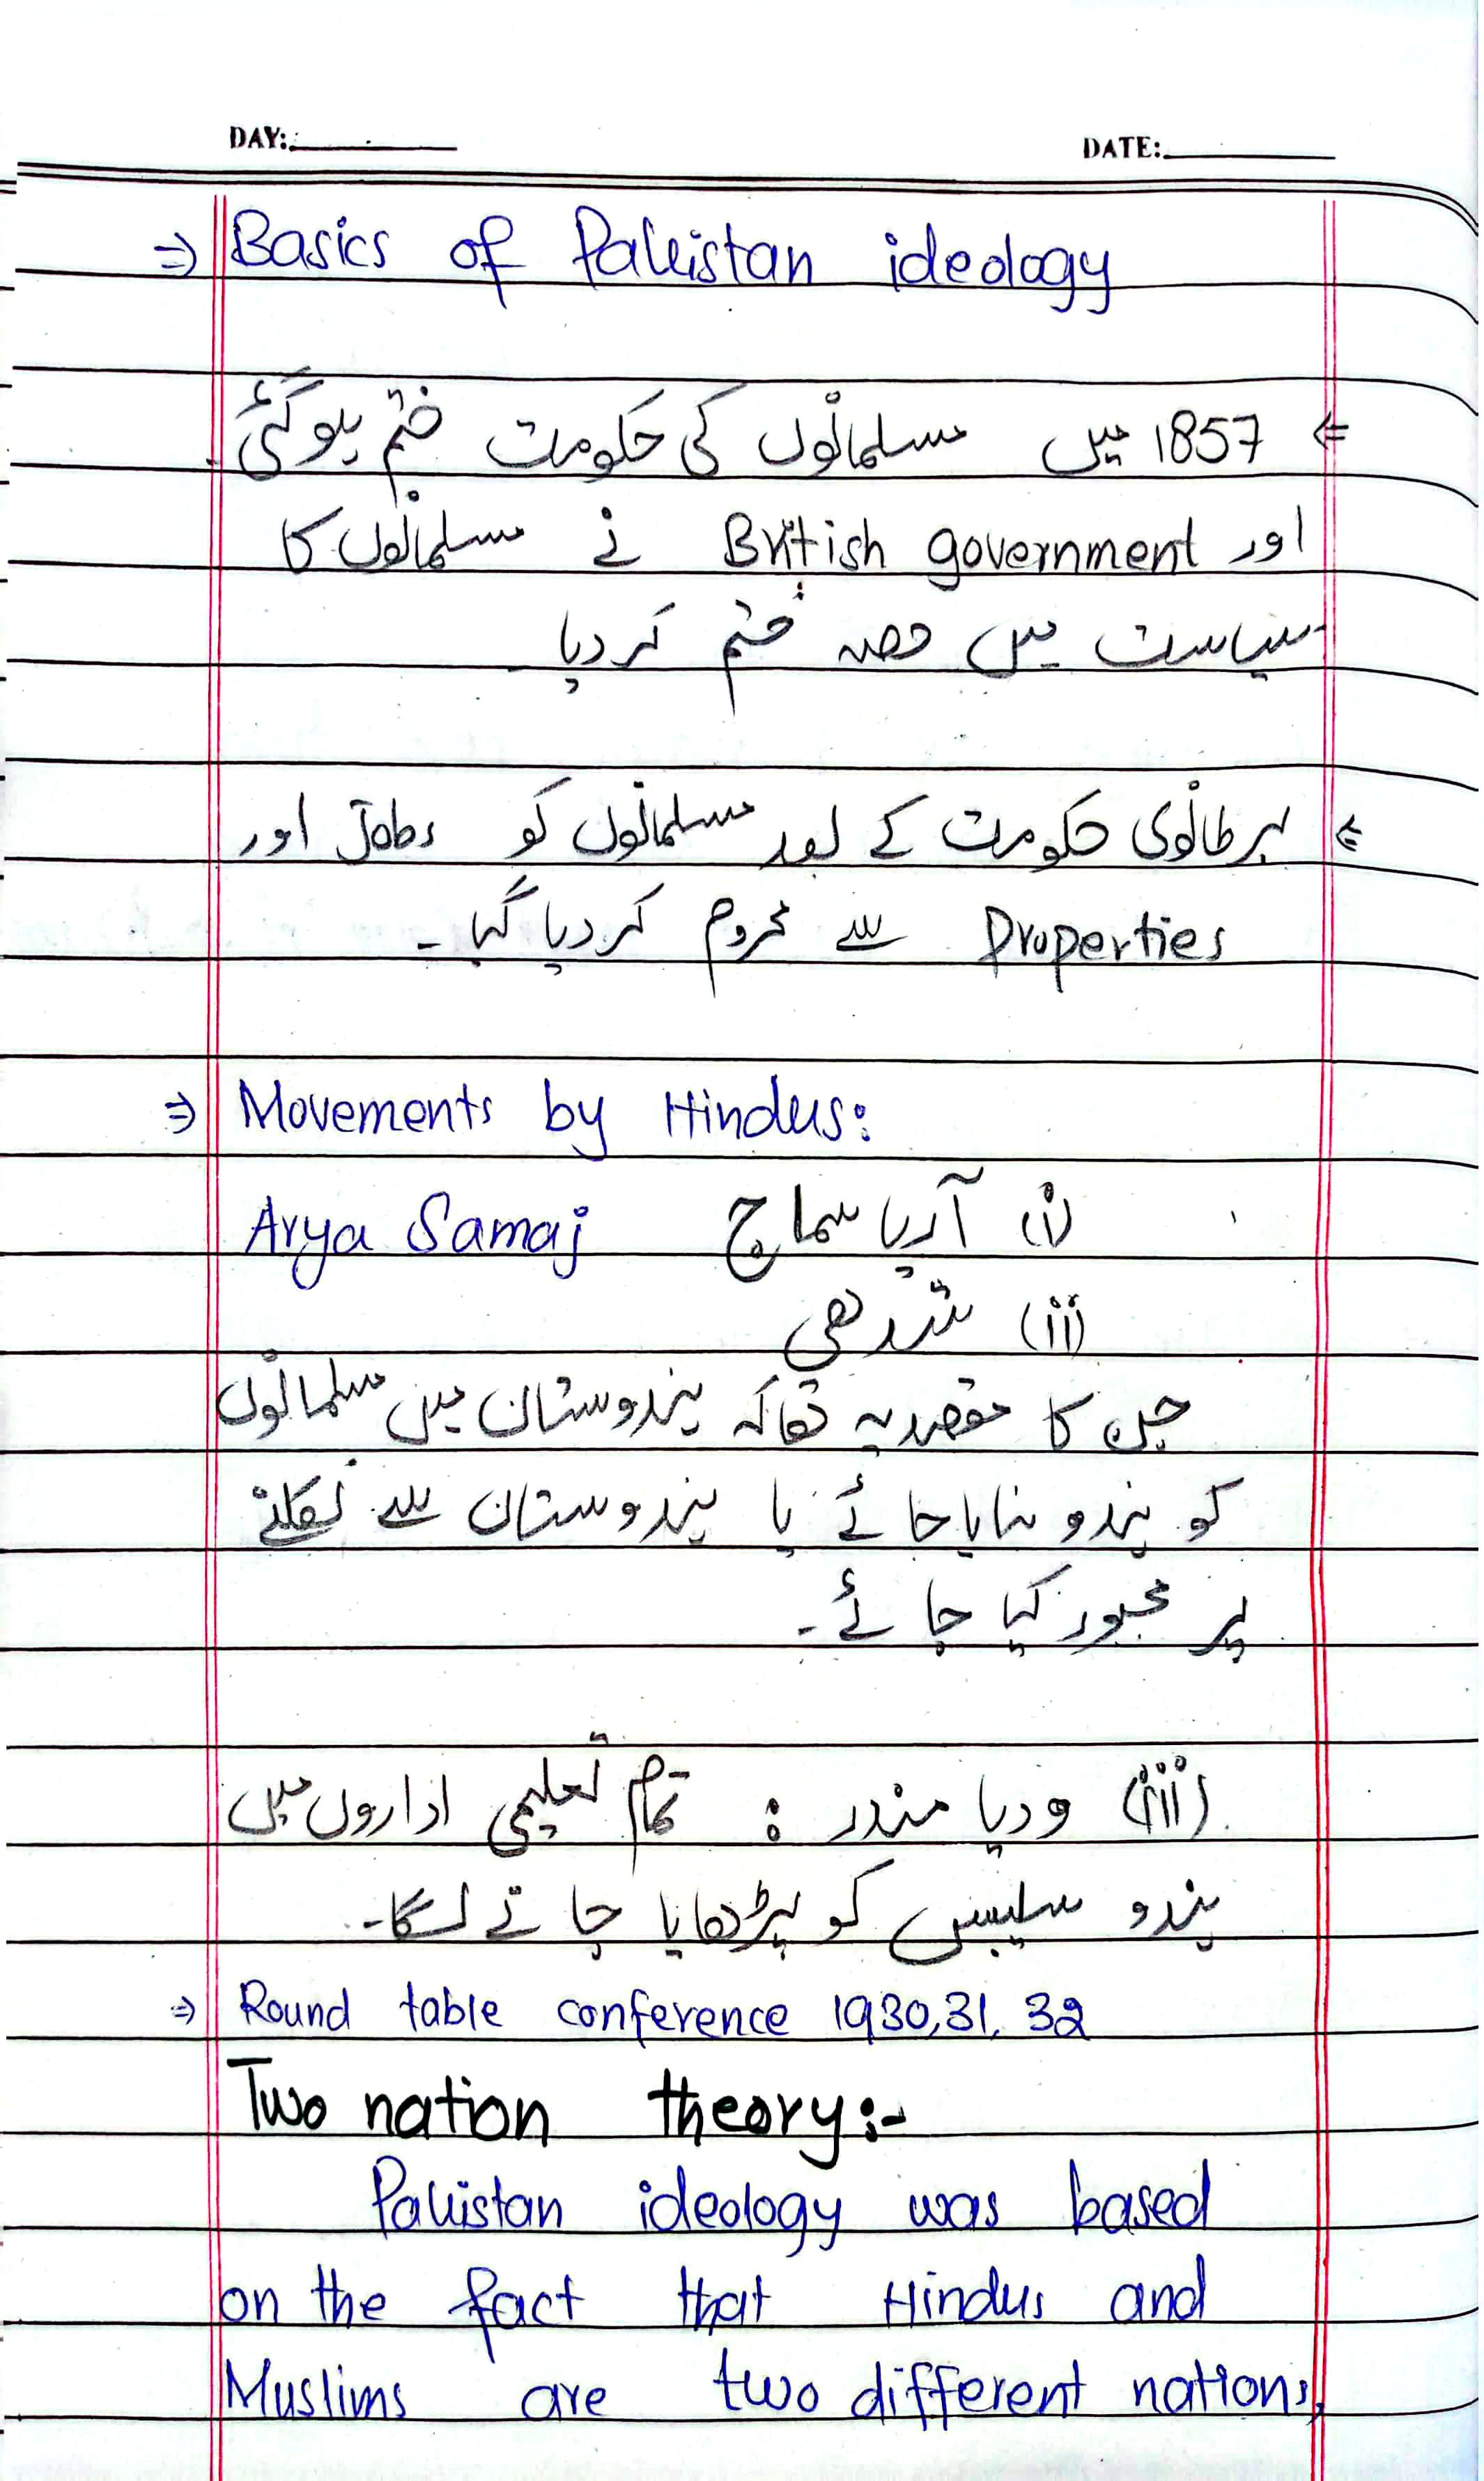 DAY: DATE:
⇒ Basics of Pakistan ideology
⇐ 1857 میں مسلمانوں کی حکومت ختم ہوگئی۔
اور British government نے مسلمانوں کا
سیاست میں حصہ ختم کر دیا۔
⇐ برطانوی حکومت کے بعد مسلمانوں کو Jobs اور
Properties سے محروم کر دیا گیا۔
⇒ Movements by Hindus:
(i) آریا سماج Arya Samaj
(ii) شدھی
جس کا مقصد یہ تھا کہ ہندوستان میں مسلمانوں
کو ہندو بنایا جائے یا ہندوستان سے نکلنے
پر مجبور کیا جائے۔
(iii) ودیا مندر : تمام تعلیمی اداروں میں
ہندو سلیبس کو پڑھایا جانے لگا۔
⇒ Round table conference 1930,31, 32
Two nation theory:-
Pakistan ideology was based
on the fact that Hindus and
Muslims are two different nations,